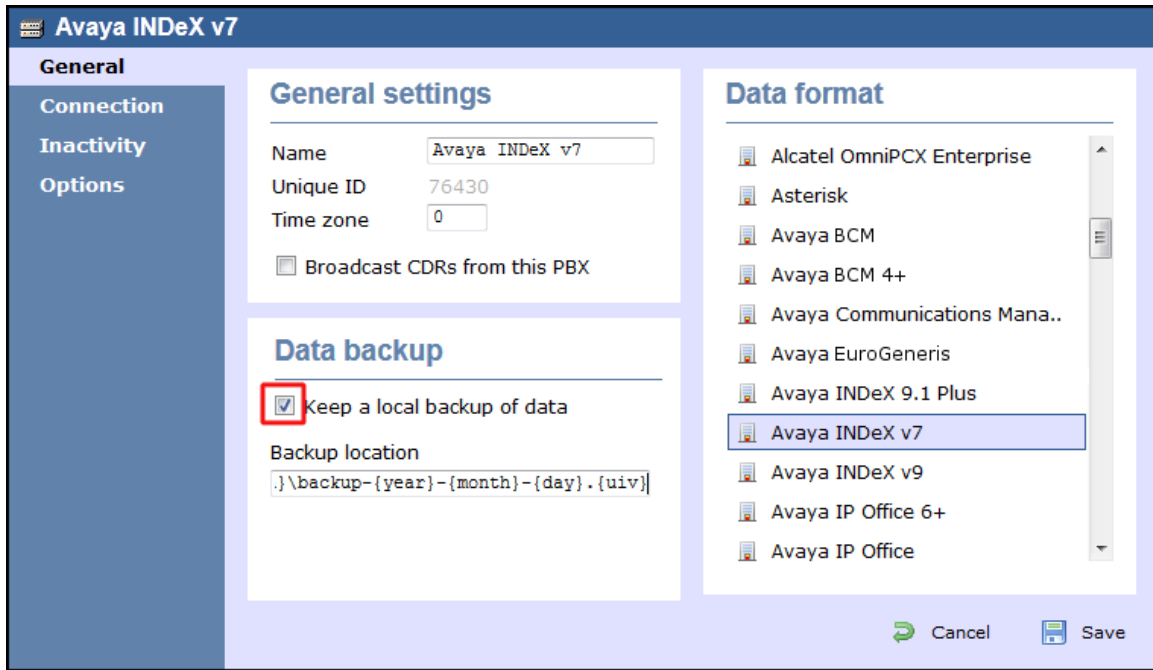 Avaya INDeX v7
General
Connection
Inactivity
Options
General settings
Name Avaya INDeX v7
Unique ID 76430
Time zone 0
Broadcast CDRs from this PBX
Data backup
Keep a local backup of data
Backup location
.}\backup-{year}-{month}-{day}.{uiv}
Data format
Alcatel OmniPCX Enterprise
Asterisk
Avaya BCM
Avaya BCM 4+
Avaya Communications Mana..
Avaya EuroGeneris
Avaya INDeX 9.1 Plus
Avaya INDeX v7
Avaya INDeX v9
Avaya IP Office 6+
Avaya IP Office
Cancel Save